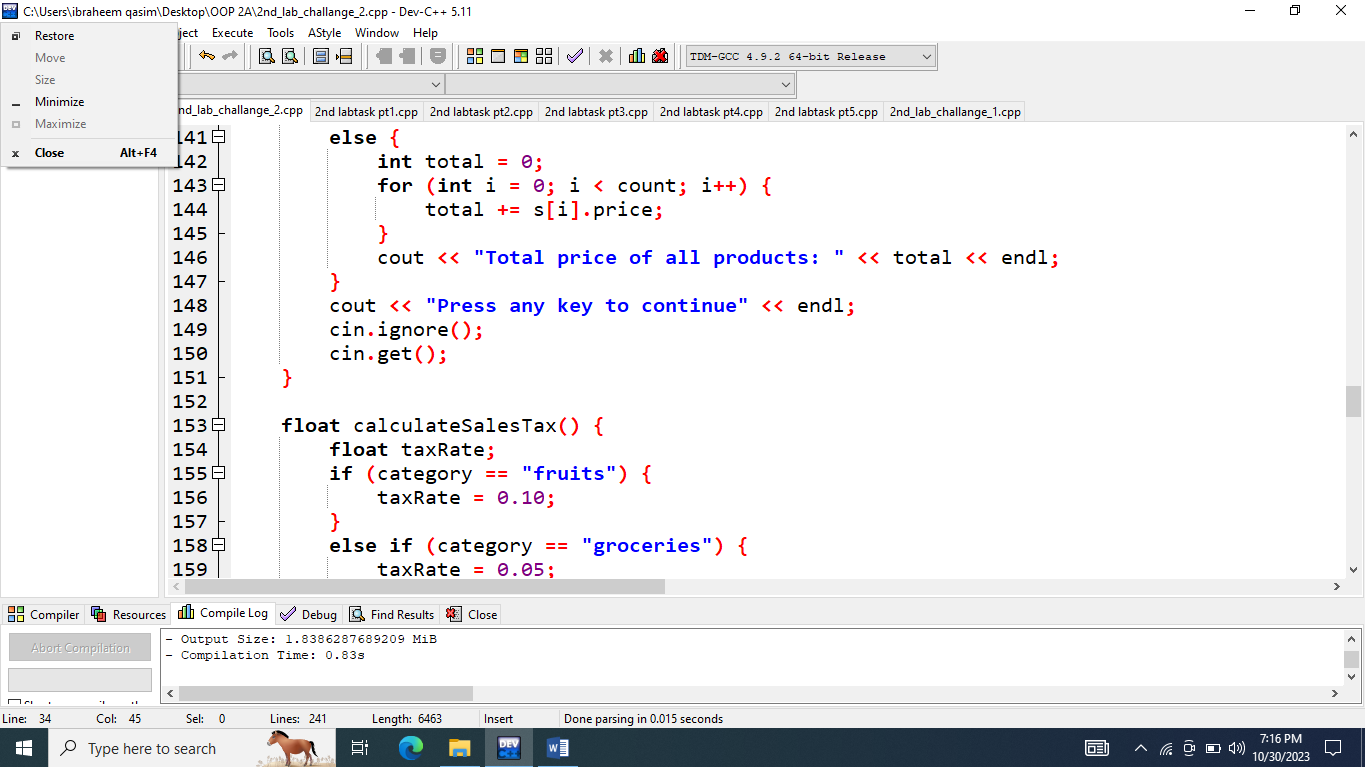 C:\Users\ibraheem qasim\Desktop\OOP 2A\2nd_lab_challange_2.cpp - Dev-C++ 5.11
Restore
Move
Size
Minimize
Maximize
Close Alt+F4
ject Execute Tools AStyle Window Help
TDM-GCC 4.9.2 64-bit Release
nd_lab_challange_2.cpp 2nd labtask pt1.cpp 2nd labtask pt2.cpp 2nd labtask pt3.cpp 2nd labtask pt4.cpp 2nd labtask pt5.cpp 2nd_lab_challange_1.cpp
141 else {
142 int total = 0;
143 for (int i = 0; i < count; i++) {
144 total += s[i].price;
145 }
146 cout << "Total price of all products: " << total << endl;
147 }
148 cout << "Press any key to continue" << endl;
149 cin.ignore();
150 cin.get();
151 }
152
153 float calculateSalesTax() {
154 float taxRate;
155 if (category == "fruits") {
156 taxRate = 0.10;
157 }
158 else if (category == "groceries") {
159 taxRate = 0.05;
Compiler Resources Compile Log Debug Find Results Close
Abort Compilation
- Output Size: 1.8386287689209 MiB
- Compilation Time: 0.83s
Line: 34 Col: 45 Sel: 0 Lines: 241 Length: 6463 Insert Done parsing in 0.015 seconds
Type here to search
DEV
W
7:16 PM
10/30/2023